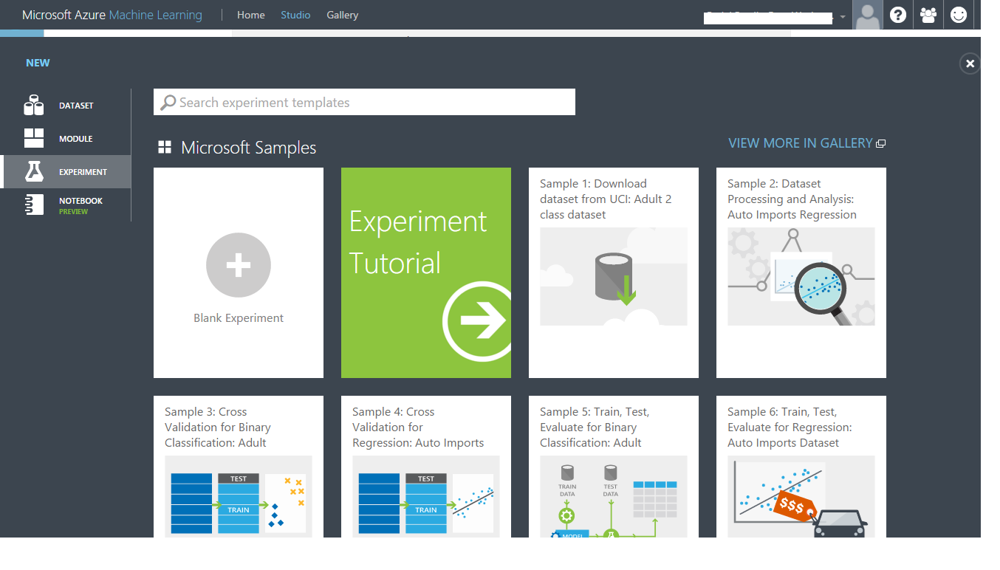 Microsoft Azure Machine Learning
Home
Studio
Gallery
NEW
DATASET
MODULE
EXPERIMENT
NOTEBOOK
PREVIEW
Search experiment templates
Microsoft Samples
VIEW MORE IN GALLERY
Blank Experiment
Experiment
Tutorial
Sample 1: Download
dataset from UCI: Adult 2
class dataset
Sample 2: Dataset
Processing and Analysis:
Auto Imports Regression
Sample 3: Cross
Validation for Binary
Classification: Adult
TEST
TRAIN
Sample 4: Cross
Validation for
Regression: Auto Imports
TEST
TRAIN
Sample 5: Train, Test,
Evaluate for Binary
Classification: Adult
TRAIN
DATA
TEST
DATA
MODEL
Sample 6: Train, Test,
Evaluate for Regression:
Auto Imports Dataset
$$$